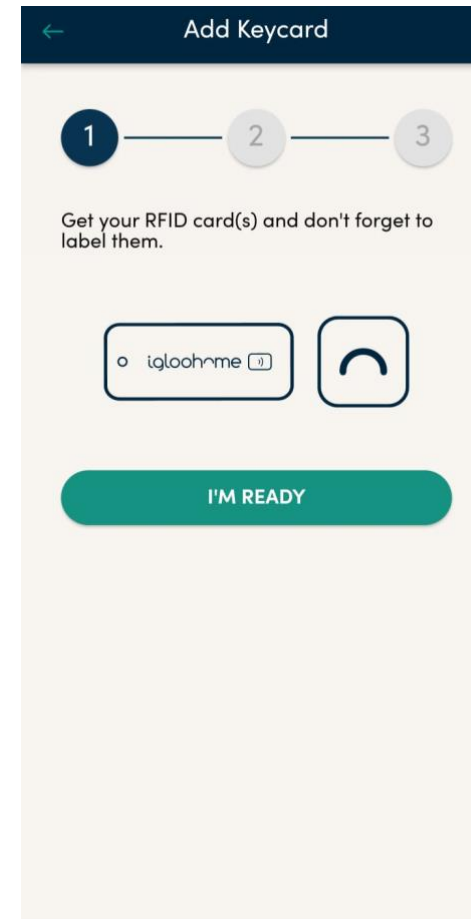 Add Keycard
1
2
3
Get your RFID card(s) and don't forget to
label them.
igloohome
I'M READY